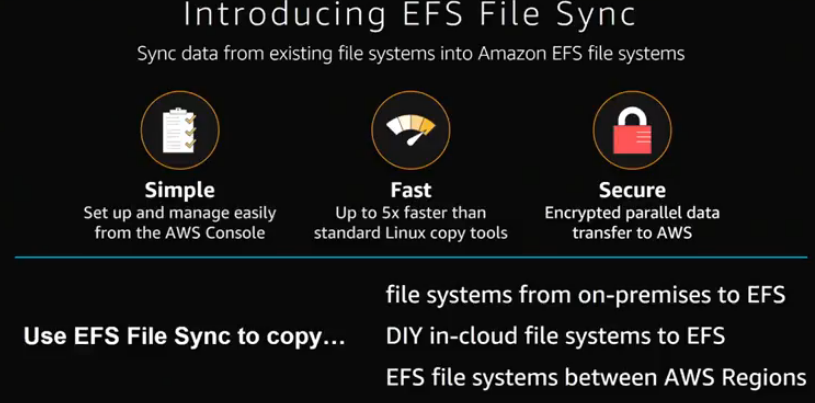 Introducing EFS File Sync
Sync data from existing file systems into Amazon EFS file systems
Simple
Set up and manage easily
from the AWS Console
Fast
Up to 5x faster than
standard Linux copy tools
Secure
Encrypted parallel data
transfer to AWS
Use EFS File Sync to copy...
file systems from on-premises to EFS
DIY in-cloud file systems to EFS
EFS file systems between AWS Regions